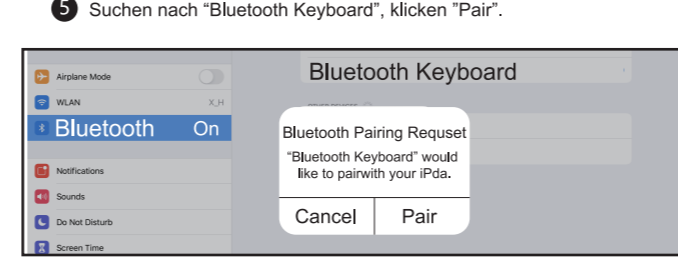 5 Suchen nach “Bluetooth Keyboard”, klicken ”Pair”.
Bluetooth Keyboard
Airplane Mode
WLAN X_H
Bluetooth On
Bluetooth Pairing Requset
“Bluetooth Keyboard” would
like to pairwith your iPda.
Cancel Pair
Notifications
Sounds
Do Not Disturb
Screen Time